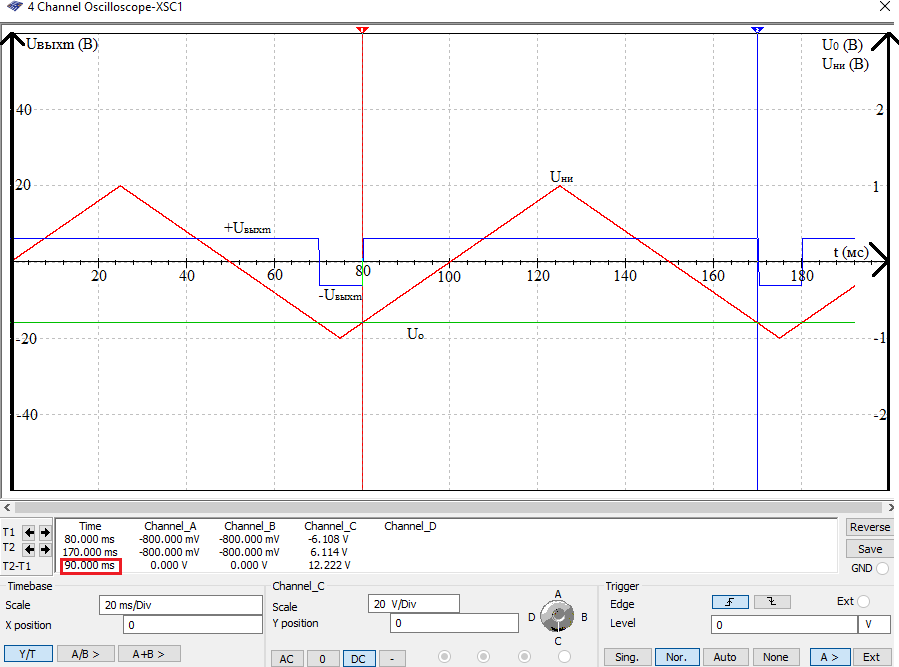 4 Channel Oscilloscope-XSC1
Uвыхm (В)
U0 (В)
Uни (В)
1
2
40
2
20
Uни
1
+Uвыхm
t (мс)
20
40
60
80
100
120
140
160
180
-Uвыхm
-20
Uо
-1
-40
-2
Time Channel_A Channel_B Channel_C Channel_D
T1 80.000 ms -800.000 mV -800.000 mV -6.108 V
T2 170.000 ms -800.000 mV -800.000 mV 6.114 V
T2-T1 90.000 ms 0.000 V 0.000 V 12.222 V
Reverse
Save
GND
Timebase
Scale 20 ms/Div
X position 0
Y/T A/B > A+B >
Channel_C
Scale 20 V/Div
Y position 0
AC 0 DC -
A
D B
C
Trigger
Edge Ext
Level 0 V
Sing. Nor. Auto None A > Ext